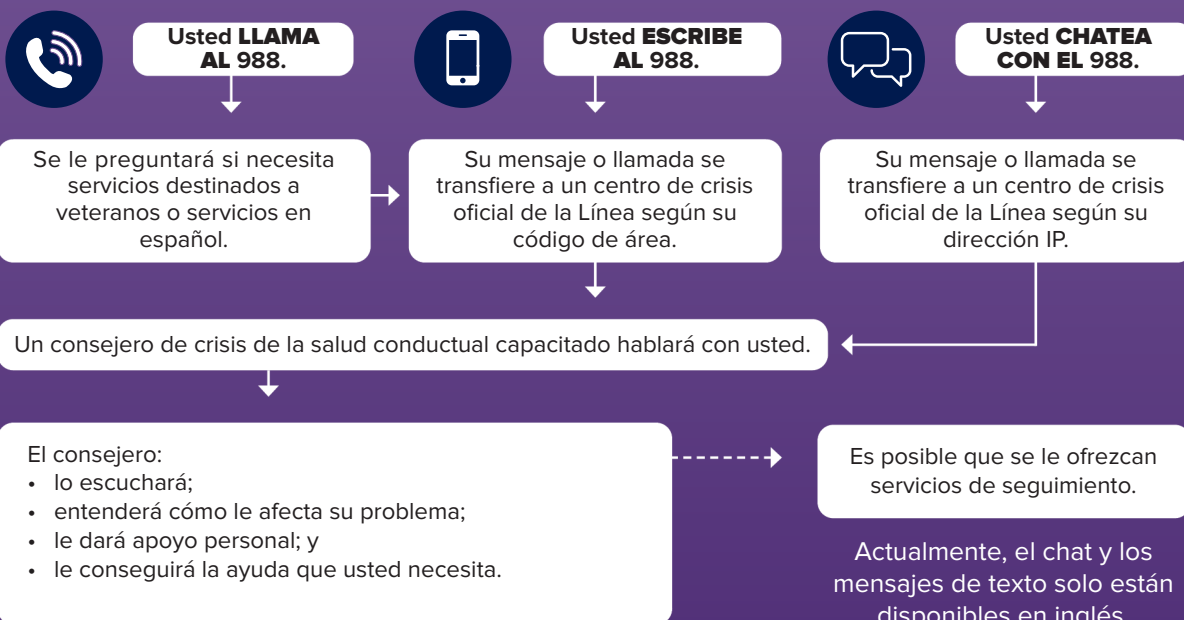 Usted LLAMA
AL 988.
Usted ESCRIBE
AL 988.
Usted CHATEA
CON EL 988.
Se le preguntará si necesita
servicios destinados a
veteranos o servicios en
español.
Su mensaje o llamada se
transfiere a un centro de crisis
oficial de la Línea según su
código de área.
Su mensaje o llamada se
transfiere a un centro de crisis
oficial de la Línea según su
dirección IP.
Un consejero de crisis de la salud conductual capacitado hablará con usted.
El consejero:
• lo escuchará;
• entenderá cómo le afecta su problema;
• le dará apoyo personal; y
• le conseguirá la ayuda que usted necesita.
Es posible que se le ofrezcan
servicios de seguimiento.
Actualmente, el chat y los
mensajes de texto solo están
disponibles en inglés